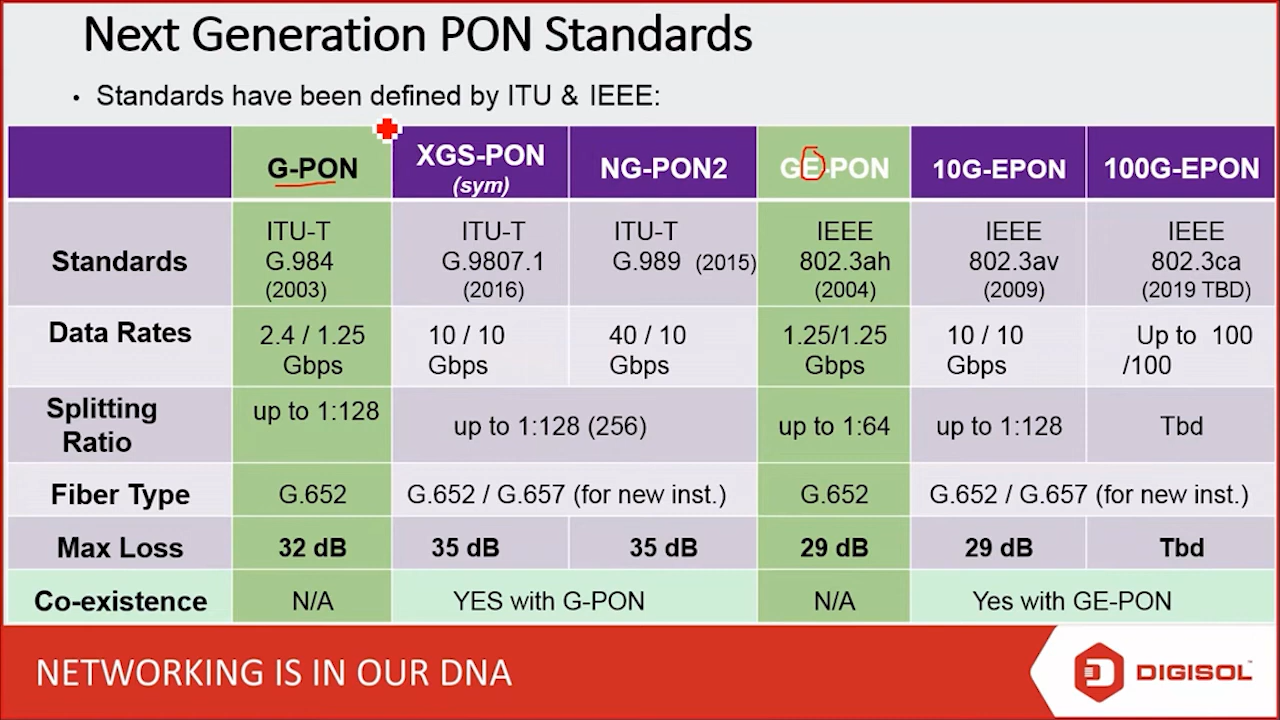 Next Generation PON Standards
• Standards have been defined by ITU & IEEE:
G-PON XGS-PON (sym) NG-PON2 GE-PON 10G-EPON 100G-EPON
Standards
ITU-T
G.984
(2003)
ITU-T
G.9807.1
(2016)
ITU-T
G.989 (2015)
IEEE
802.3ah
(2004)
IEEE
802.3av
(2009)
IEEE
802.3ca
(2019 TBD)
Data Rates
2.4 / 1.25
Gbps
10 / 10
Gbps
40 / 10
Gbps
1.25/1.25
Gbps
10 / 10
Gbps
Up to 100
/100
Splitting
Ratio
up to 1:128
up to 1:128 (256)
up to 1:64
up to 1:128
Tbd
Fiber Type
G.652
G.652 / G.657 (for new inst.)
G.652
G.652 / G.657 (for new inst.)
Max Loss
32 dB
35 dB
35 dB
29 dB
29 dB
Tbd
Co-existence
N/A
YES with G-PON
N/A
Yes with GE-PON
NETWORKING IS IN OUR DNA
DIGISOL™